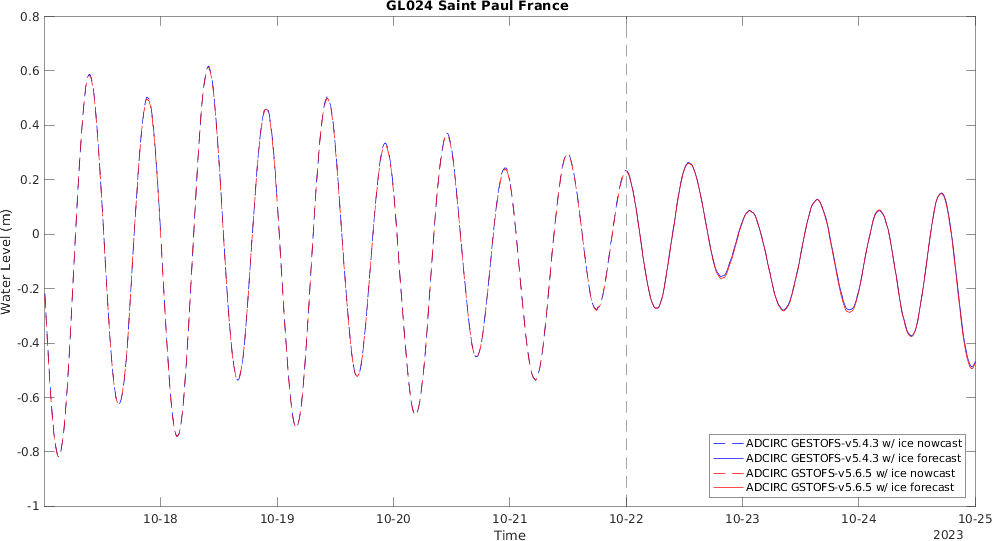 GL024 Saint Paul France
0.8
0.6
0.4
0.2
0
-0.2
-0.4
-0.6
-0.8
-1
Water Level (m)
ADCIRC GESTOFS-v5.4.3 w/ ice nowcast
ADCIRC GESTOFS-v5.4.3 w/ ice forecast
ADCIRC GSTOFS-v5.6.5 w/ ice nowcast
ADCIRC GSTOFS-v5.6.5 w/ ice forecast
10-18 10-19 10-20 10-21 10-22 10-23 10-24 10-25
Time
2023